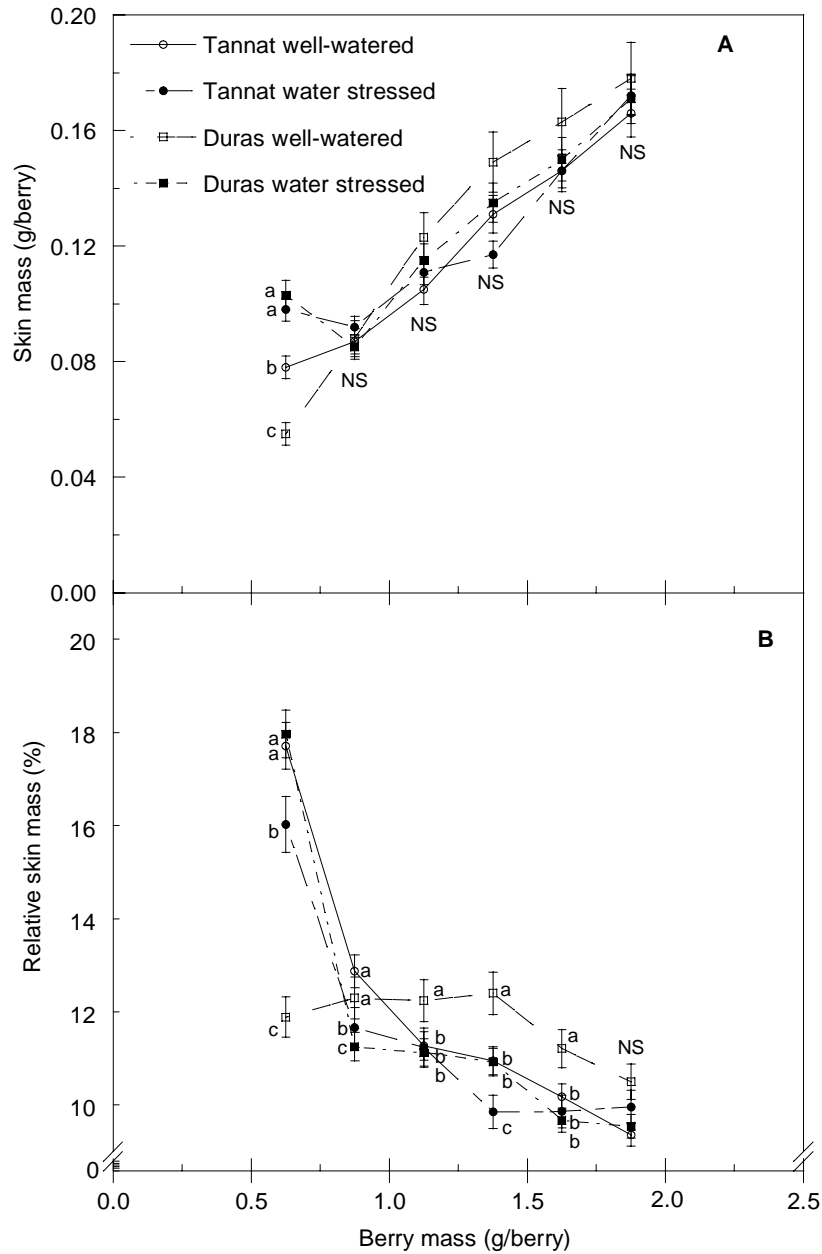 0.20
A
Tannat well-watered
Tannat water stressed
0.16
Duras well-watered
NS
Duras water stressed
NS
Skin mass (g/berry)
0.12
NS
NS
a
a
0.08
b
NS
c
0.04
0.00
20
B
18
a
a
Relative skin mass (%)
16
b
14
a
a
a
a
12
c
b
b
a
NS
c
b
b
b
b
b
10
c
b
b
0
0.0
0.5
1.0
1.5
2.0
2.5
Berry mass (g/berry)